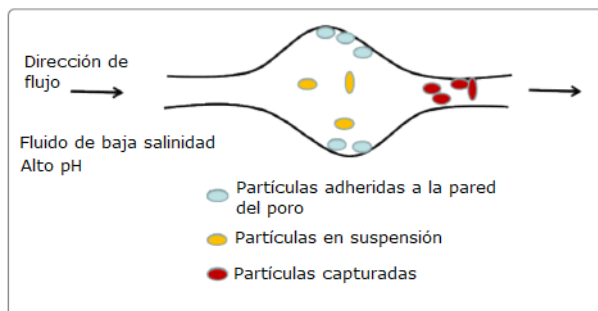 Dirección de
flujo
Fluido de baja salinidad
Alto pH
Partículas adheridas a la pared
del poro
Partículas en suspensión
Partículas capturadas